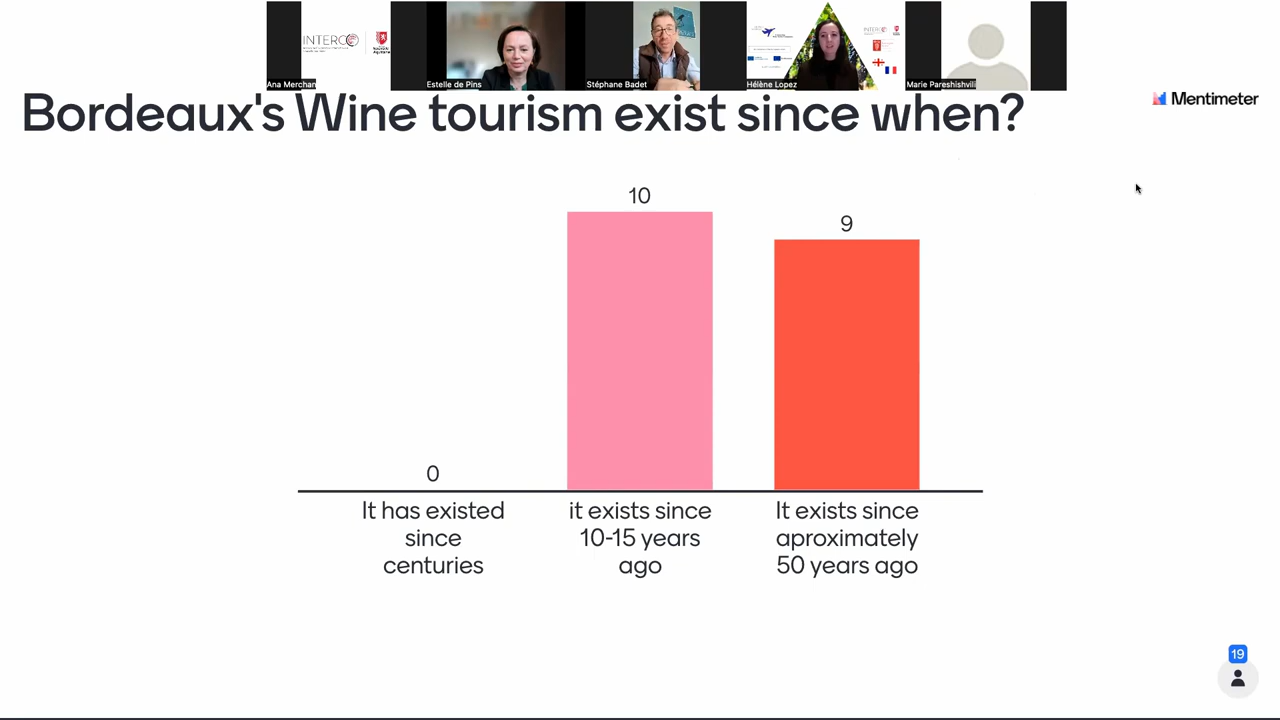 INTERCO
Ana Merchan
Estelle de Pins
Stéphane Badet
Hélène Lopez
Marie Pareshishvili
Bordeaux's Wine tourism exist since when?
Mentimeter
10
9
0
It has existed
since
centuries
it exists since
10-15 years
ago
It exists since
aproximately
50 years ago
19